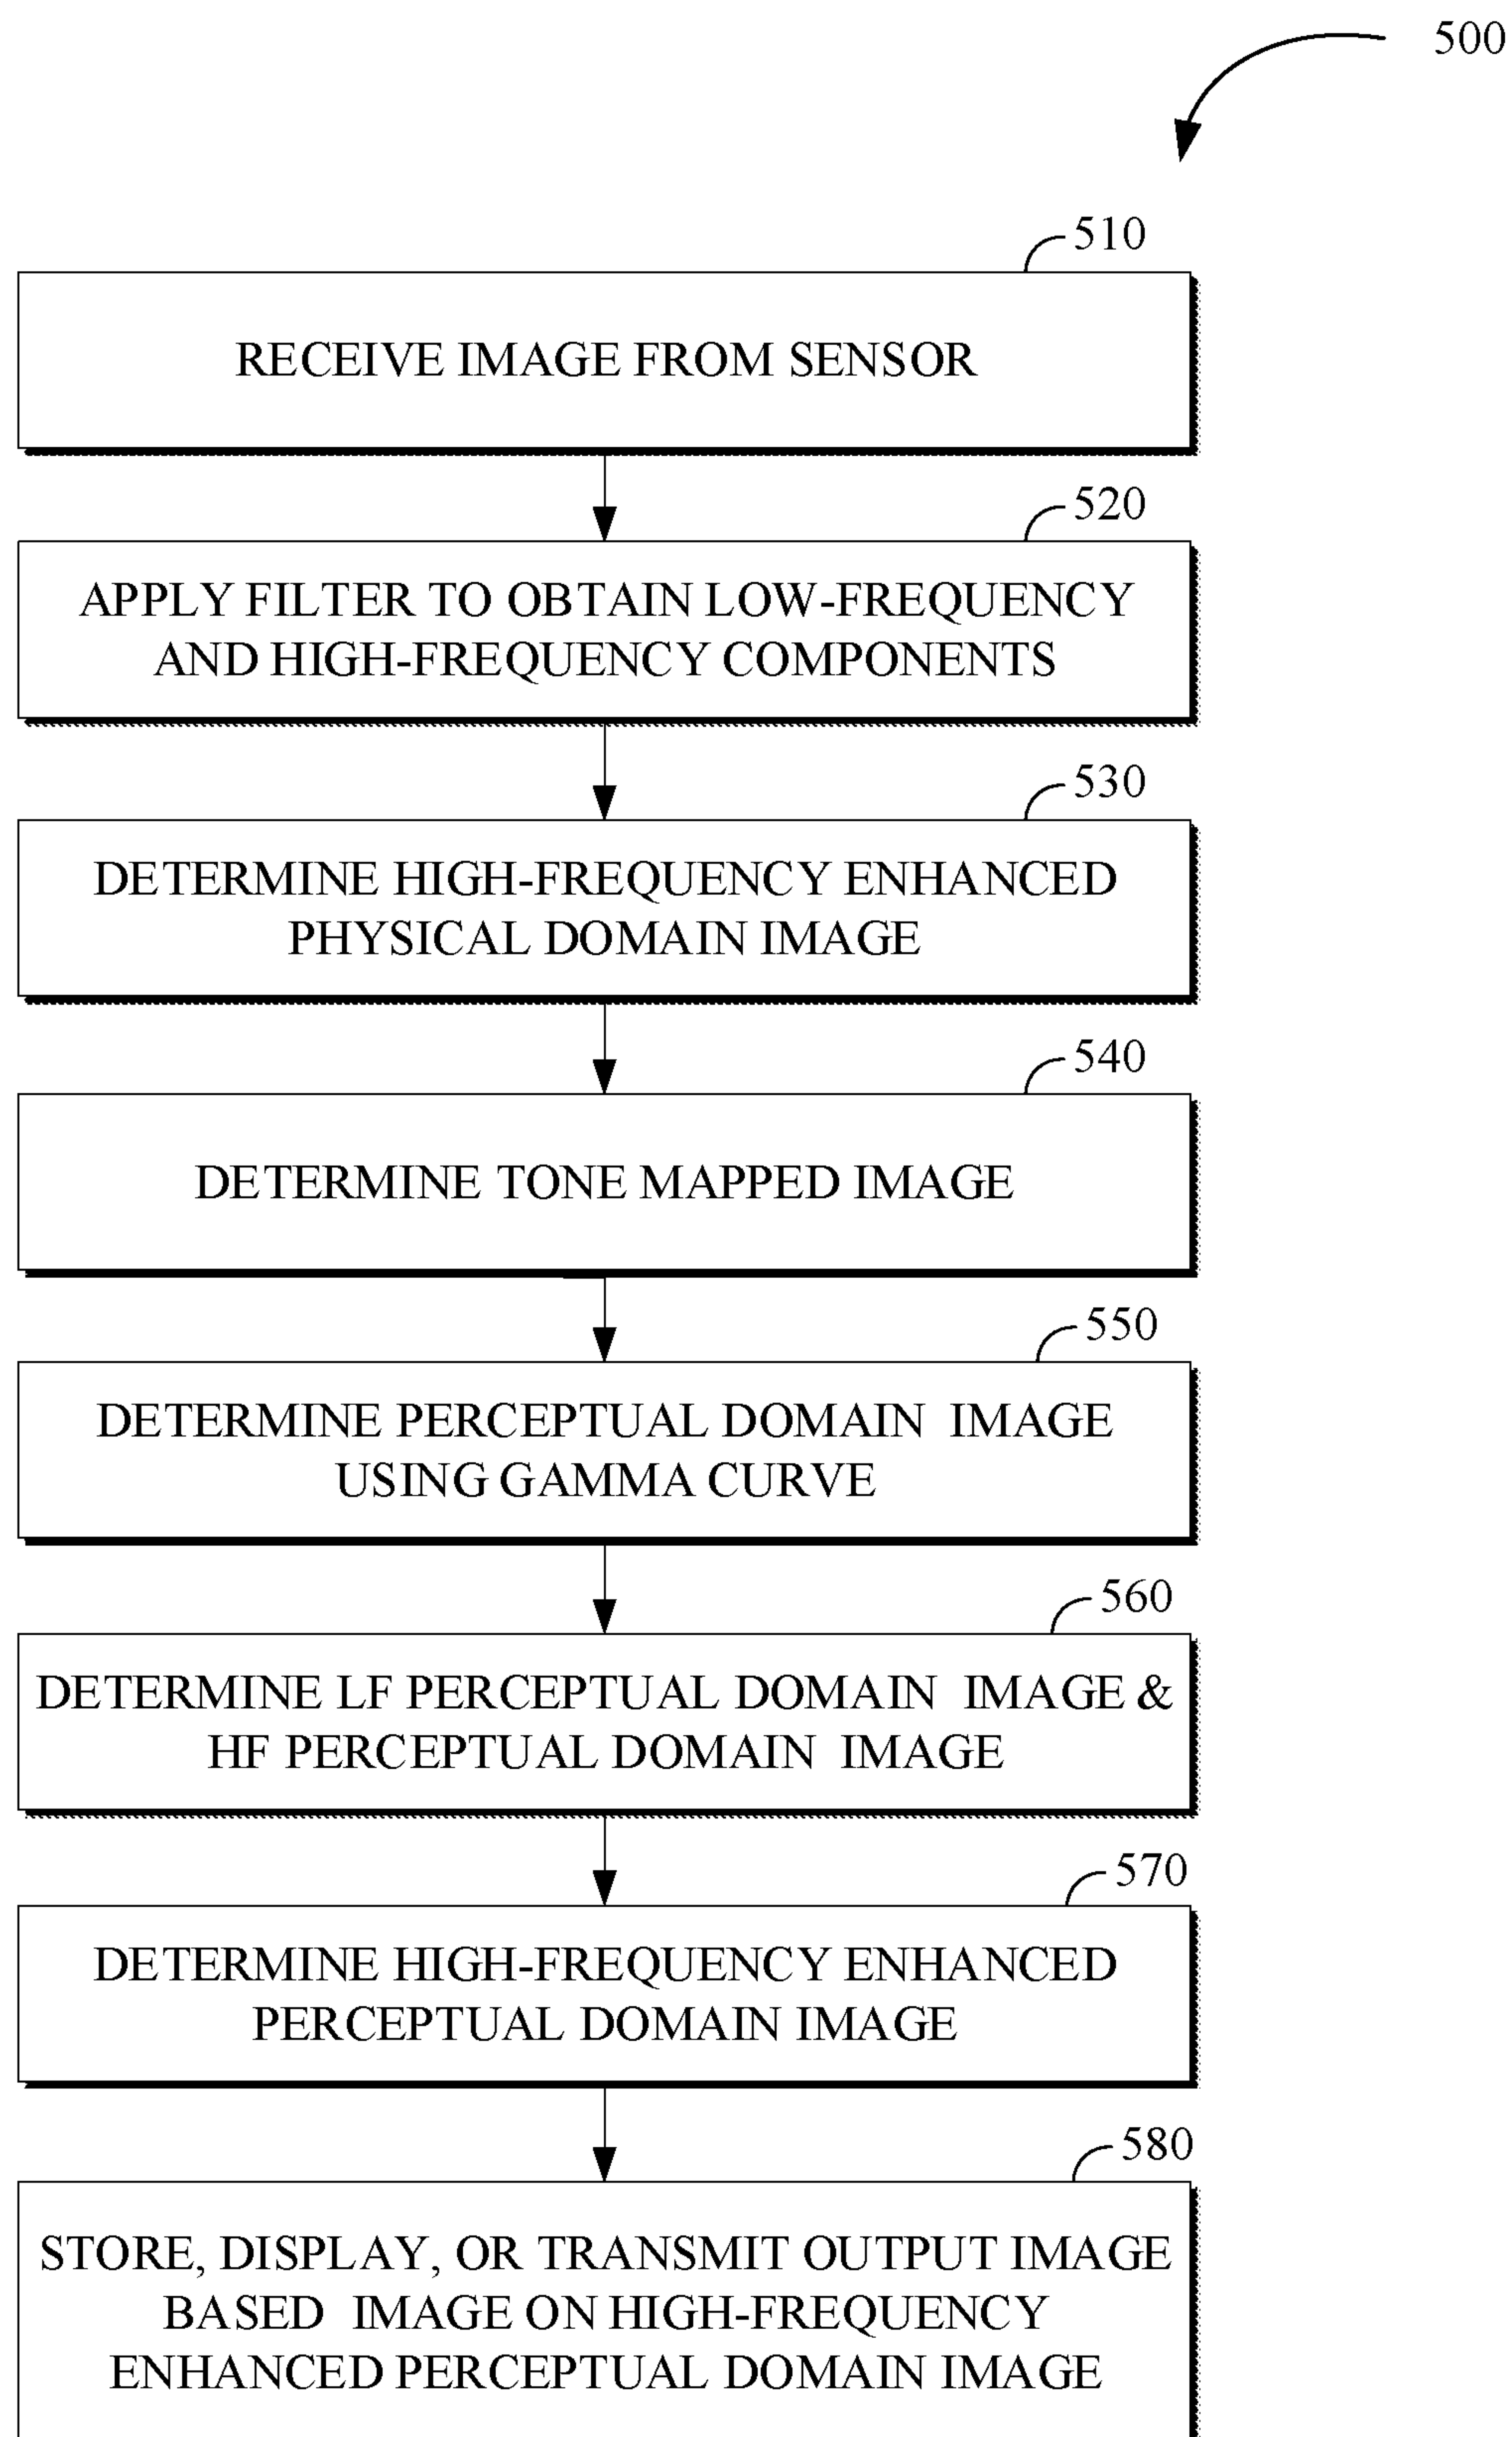 500
510
RECEIVE IMAGE FROM SENSOR
520
APPLY FILTER TO OBTAIN LOW-FREQUENCY
AND HIGH-FREQUENCY COMPONENTS
530
DETERMINE HIGH-FREQUENCY ENHANCED
PHYSICAL DOMAIN IMAGE
540
DETERMINE TONE MAPPED IMAGE
550
DETERMINE PERCEPTUAL DOMAIN IMAGE
USING GAMMA CURVE
560
DETERMINE LF PERCEPTUAL DOMAIN IMAGE &
HF PERCEPTUAL DOMAIN IMAGE
570
DETERMINE HIGH-FREQUENCY ENHANCED
PERCEPTUAL DOMAIN IMAGE
580
STORE, DISPLAY, OR TRANSMIT OUTPUT IMAGE
BASED IMAGE ON HIGH-FREQUENCY
ENHANCED PERCEPTUAL DOMAIN IMAGE